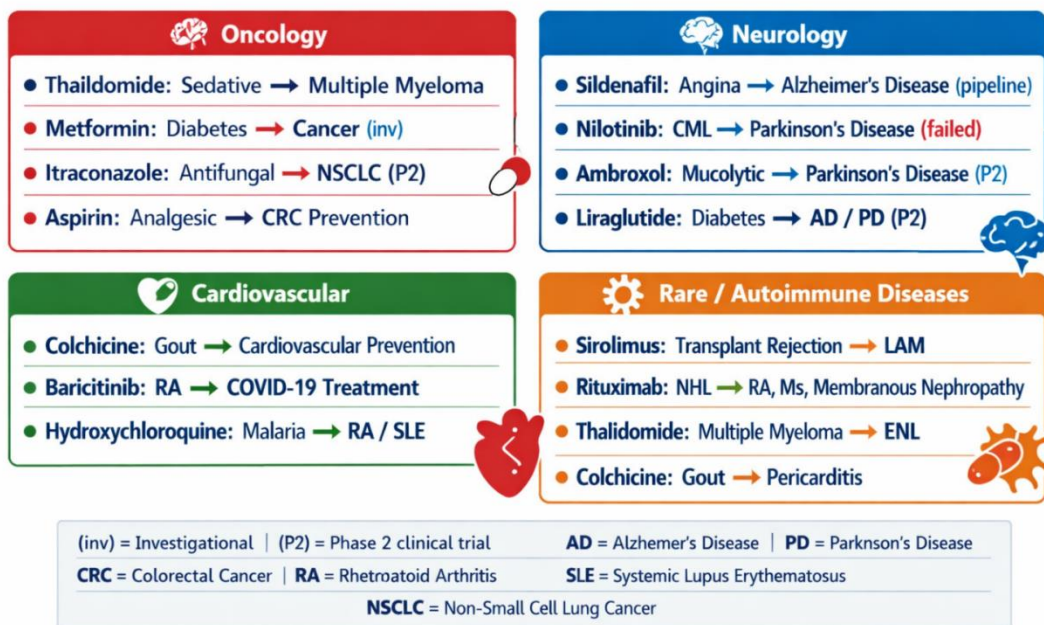 Oncology
Thaildomide: Sedative → Multiple Myeloma
Metformin: Diabetes → Cancer (inv)
Itraconazole: Antifungal → NSCLC (P2)
Aspirin: Analgesic → CRC Prevention
Neurology
Sildenafil: Angina → Alzheimer's Disease (pipeline)
Nilotinib: CML → Parkinson's Disease (failed)
Ambroxol: Mucolytic → Parkinson's Disease (P2)
Liraglutide: Diabetes → AD / PD (P2)
Cardiovascular
Colchicine: Gout → Cardiovascular Prevention
Baricitinib: RA → COVID-19 Treatment
Hydroxychloroquine: Malaria → RA / SLE
Rare / Autoimmune Diseases
Sirolimus: Transplant Rejection → LAM
Rituximab: NHL → RA, Ms, Membranous Nephropathy
Thalidomide: Multiple Myeloma → ENL
Colchicine: Gout → Pericarditis
(inv) = Investigational | (P2) = Phase 2 clinical trial
AD = Alzhemer's Disease | PD = Parknson's Disease
CRC = Colorectal Cancer | RA = Rhetmatoid Arthritis
SLE = Systemic Lupus Erythematosus
NSCLC = Non-Small Cell Lung Cancer